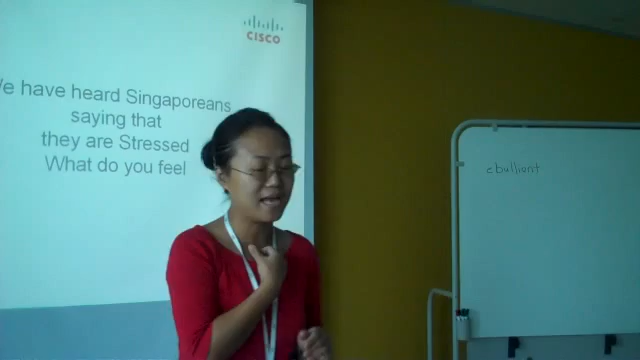 CISCO
We have heard Singaporeans
saying that
they are Stressed
What do you feel
ebullient